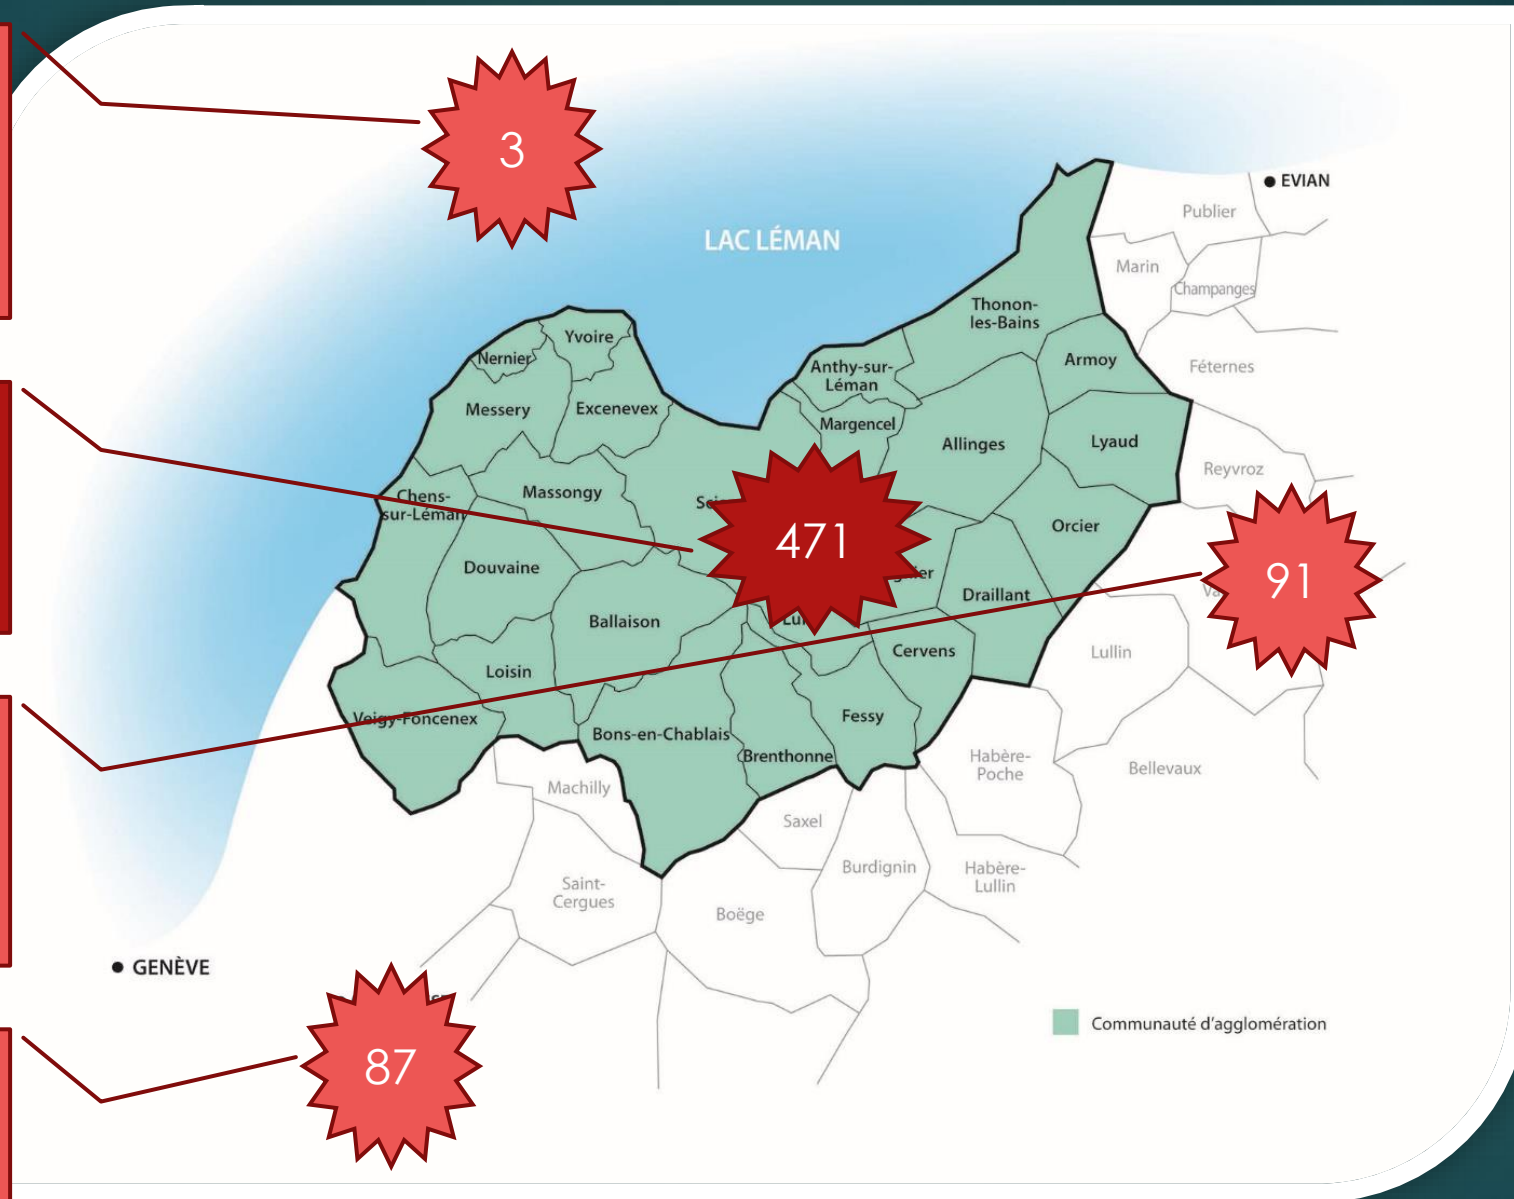 3
EVIAN
Publier
LAC LÉMAN
Marin
Champanges
Thonon-
les-Bains
Yvoire
Nernier
Armoy
Anthy-sur-
Léman
Féternes
Messery
Excenevex
Margencel
Allinges
Lyaud
Reyvroz
Chens-
sur-Léman
Massongy
471
Orcier
Douvaine
91
Draillant
Ballaison
Cervens
Lullin
Loisin
Veigy-Foncenex
Fessy
Bons-en-Chablais
Brenthonne
Habère-
Poche
Bellevaux
Machilly
Saxel
Burdignin
Habère-
Lullin
Saint-
Cergues
Boëge
GENÈVE
Communauté d'agglomération
87